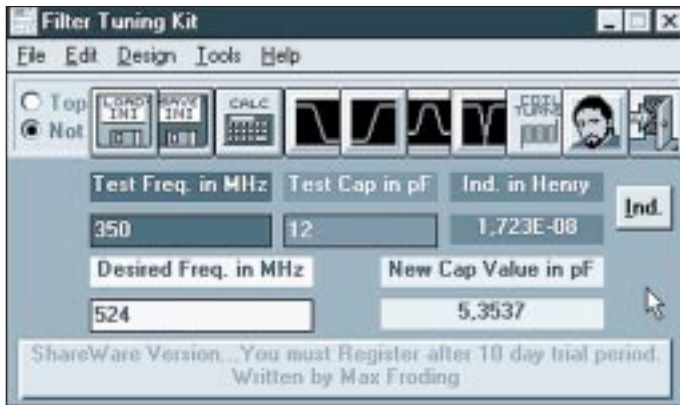 Filter Tuning Kit
File Edit Design Tools Help
Top
Not
LOAD INI
SAVE INI
CALC
COIL TURNS
Test Freq. in MHz Test Cap in pF Ind. in Henry
Ind.
350 12 1,723E-08
Desired Freq. in MHz New Cap Value in pF
524 5,3537
ShareWare Version...You must Register after 10 day trial period.
Written by Max Froding